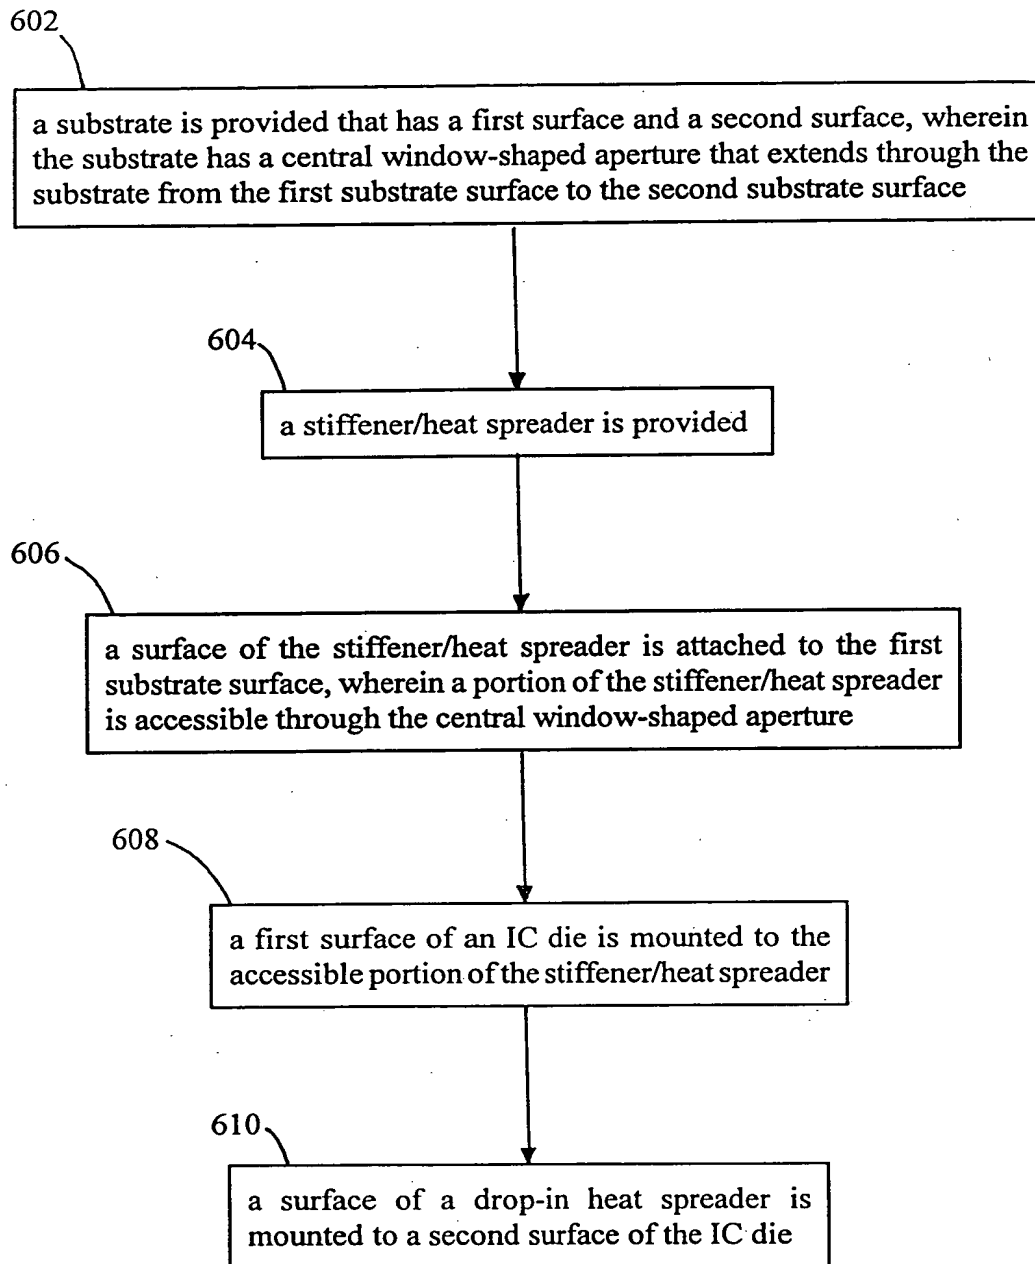 602
a substrate is provided that has a first surface and a second surface, wherein
the substrate has a central window-shaped aperture that extends through the
substrate from the first substrate surface to the second substrate surface
604
a stiffener/heat spreader is provided
606
a surface of the stiffener/heat spreader is attached to the first
substrate surface, wherein a portion of the stiffener/heat spreader
is accessible through the central window-shaped aperture
608
a first surface of an IC die is mounted to the
accessible portion of the stiffener/heat spreader
610
a surface of a drop-in heat spreader is
mounted to a second surface of the IC die